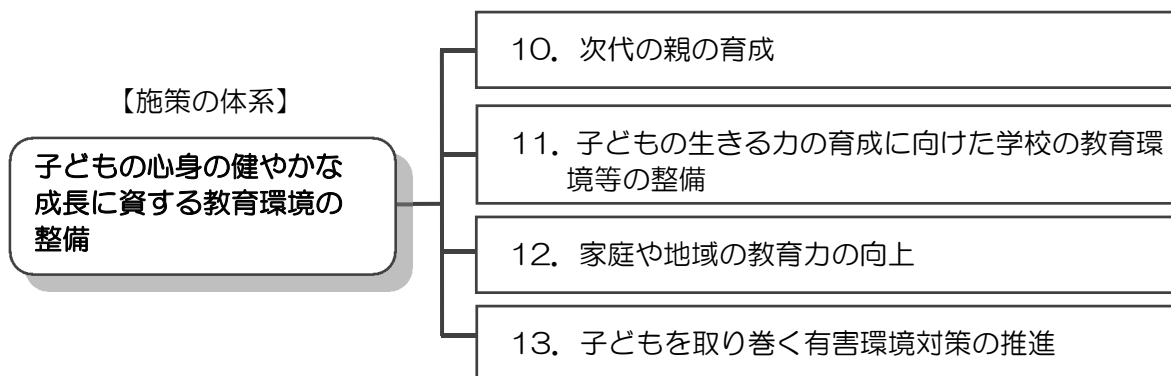 【施策の体系】
子どもの心身の健やかな
成長に資する教育環境の
整備
10．次代の親の育成
11．子どもの生きる力の育成に向けた学校の教育環
境等の整備
12．家庭や地域の教育力の向上
13．子どもを取り巻く有害環境対策の推進